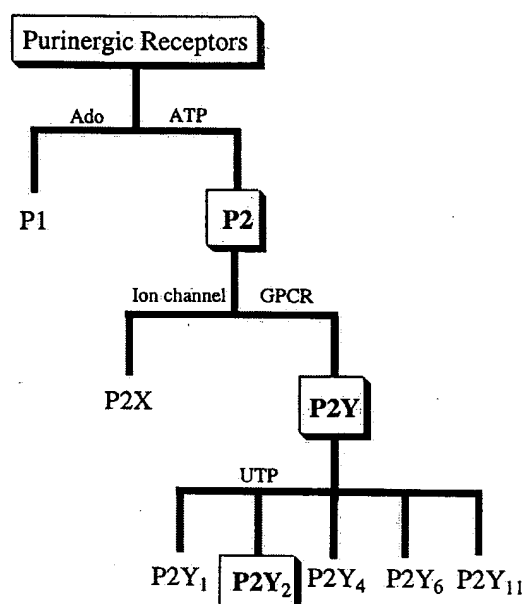 Purinergic Receptors
Ado ATP
P1 P2
Ion channel GPCR
P2X
P2Y
UTP
P2Y₁ P2Y₂ P2Y₄ P2Y₆ P2Y₁₁